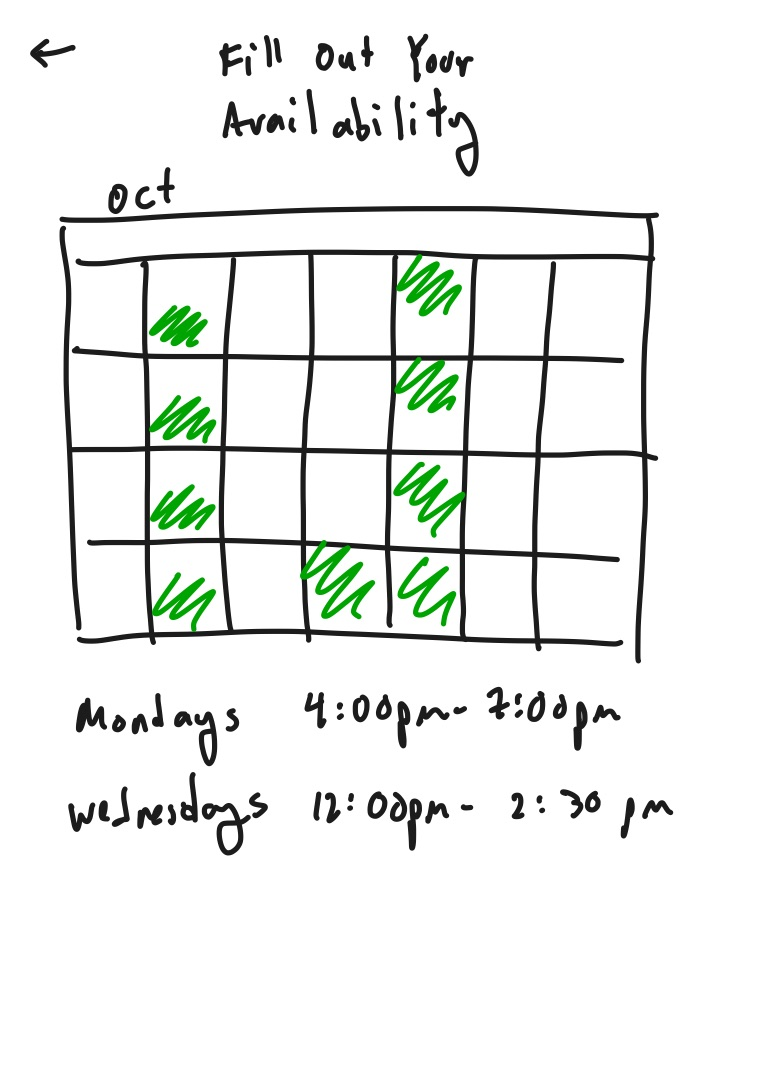 Fill Out Your
Availability
Oct
Mondays 4:00pm - 7:00pm
Wednesdays 12:00pm - 2:30 pm